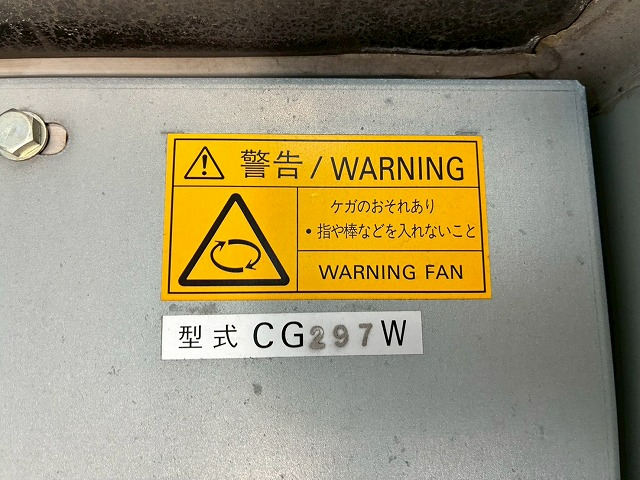 警告/WARNING
ケガのおそれあり
・指や棒などを入れないこと
WARNING FAN
型式 CG297W